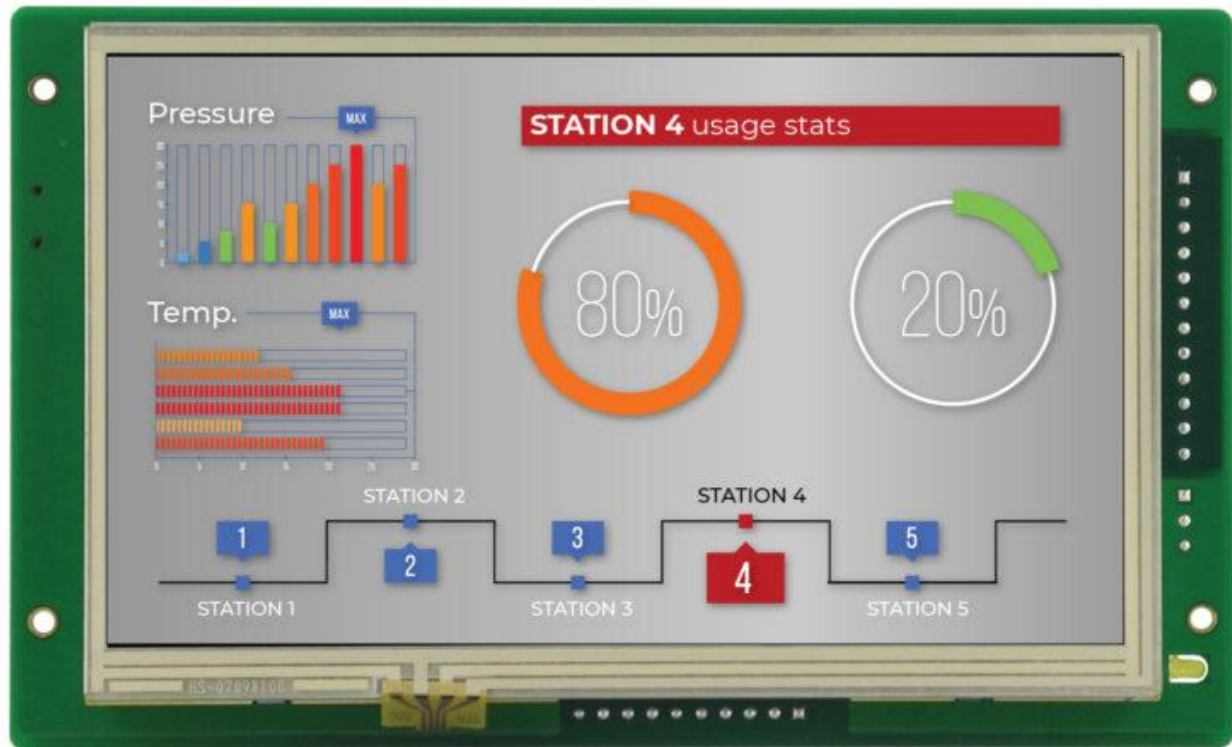 Pressure
MAX
STATION 4 usage stats
80%
20%
Temp.
MAX
STATION 2
STATION 4
1
3
5
2
4
STATION 1
STATION 3
STATION 5